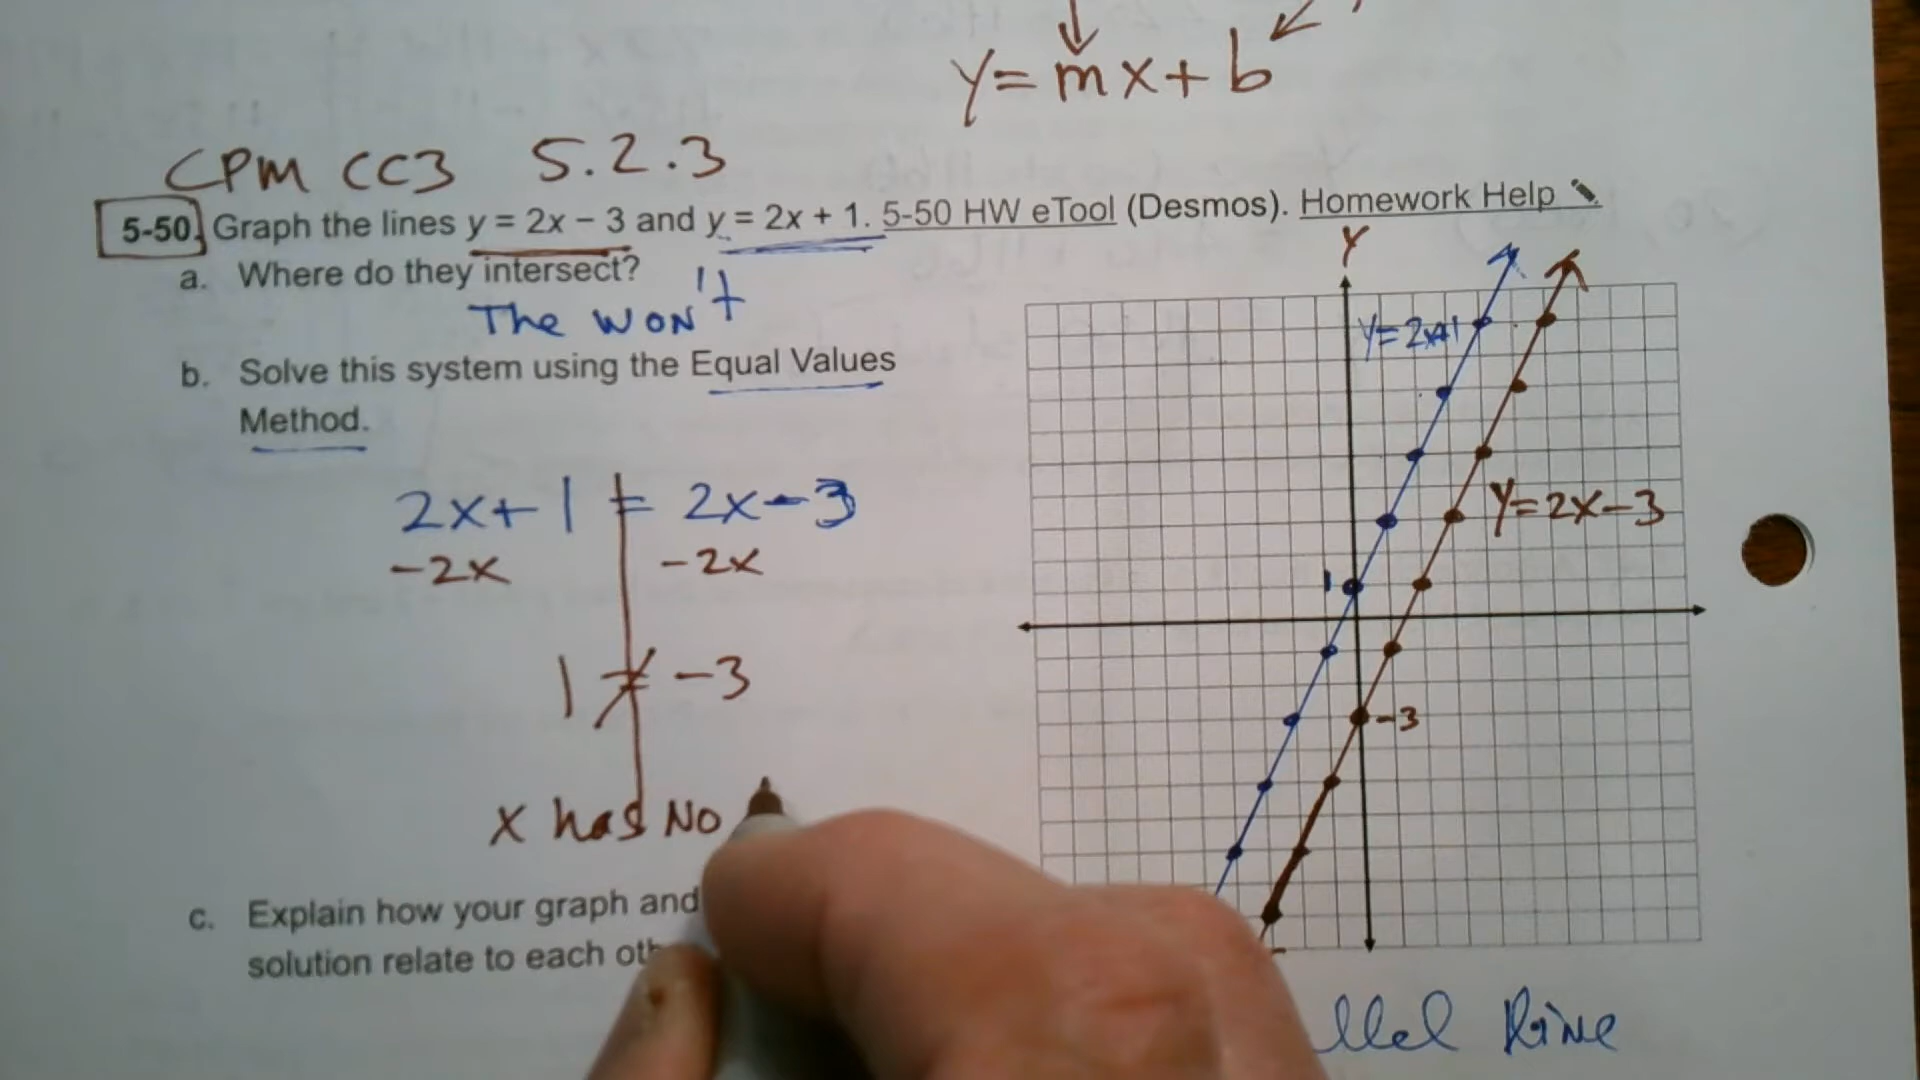 y = mx + b
CPM CC3 5.2.3
5-50. Graph the lines y = 2x − 3 and y = 2x + 1. 5-50 HW eTool (Desmos). Homework Help ✎
a. Where do they intersect?
The WON't
b. Solve this system using the Equal Values
Method.
2x+1 = 2x-3
-2x -2x
1 ≠ -3
x has No
c. Explain how your graph and
solution relate to each oth
Y
Y=2x+1
Y=2x-3
1
-3
llel line